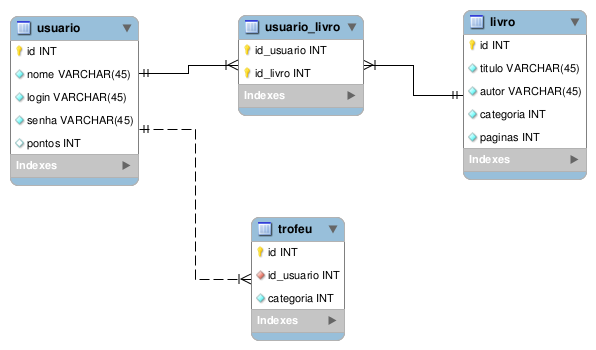 usuario
id INT
nome VARCHAR(45)
login VARCHAR(45)
senha VARCHAR(45)
pontos INT
Indexes
usuario_livro
id_usuario INT
id_livro INT
Indexes
livro
id INT
titulo VARCHAR(45)
autor VARCHAR(45)
categoria INT
paginas INT
Indexes
trofeu
id INT
id_usuario INT
categoria INT
Indexes